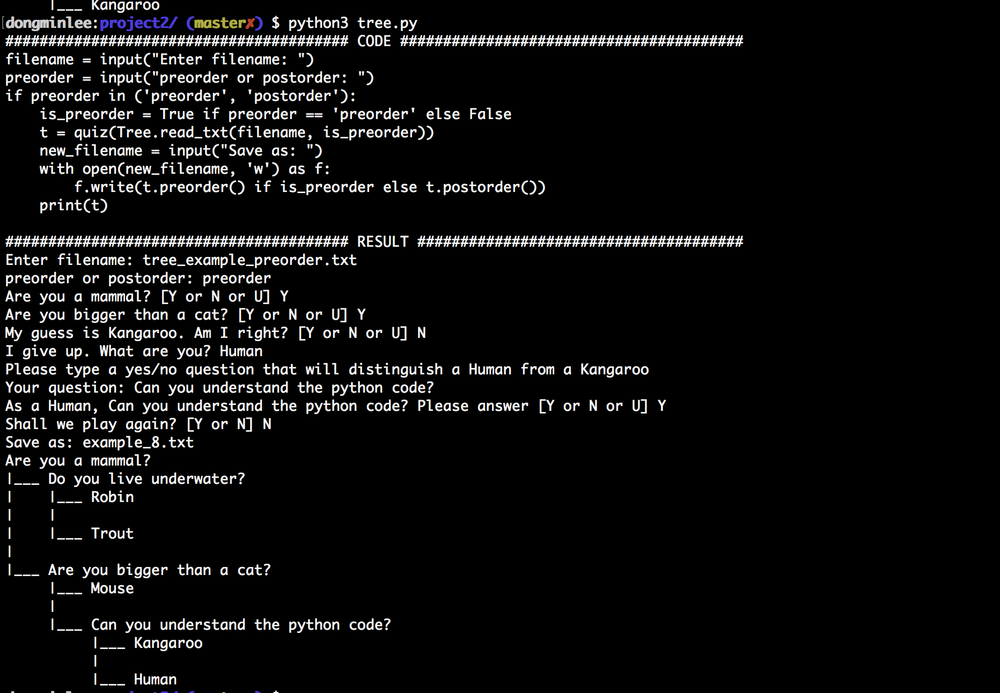 |___ Kangaroo
[dongminlee:project2/ (master✗) $ python3 tree.py
######################################## CODE ########################################
filename = input("Enter filename: ")
preorder = input("preorder or postorder: ")
if preorder in ('preorder', 'postorder'):
    is_preorder = True if preorder == 'preorder' else False
    t = quiz(Tree.read_txt(filename, is_preorder))
    new_filename = input("Save as: ")
    with open(new_filename, 'w') as f:
        f.write(t.preorder() if is_preorder else t.postorder())
    print(t)
######################################## RESULT ######################################
Enter filename: tree_example_preorder.txt
preorder or postorder: preorder
Are you a mammal? [Y or N or U] Y
Are you bigger than a cat? [Y or N or U] Y
My guess is Kangaroo. Am I right? [Y or N or U] N
I give up. What are you? Human
Please type a yes/no question that will distinguish a Human from a Kangaroo
Your question: Can you understand the python code?
As a Human, Can you understand the python code? Please answer [Y or N or U] Y
Shall we play again? [Y or N] N
Save as: example_8.txt
Are you a mammal?
|___ Do you live underwater?
|    |___ Robin
|    |
|    |___ Trout
|
|___ Are you bigger than a cat?
     |___ Mouse
     |
     |___ Can you understand the python code?
          |___ Kangaroo
          |
          |___ Human